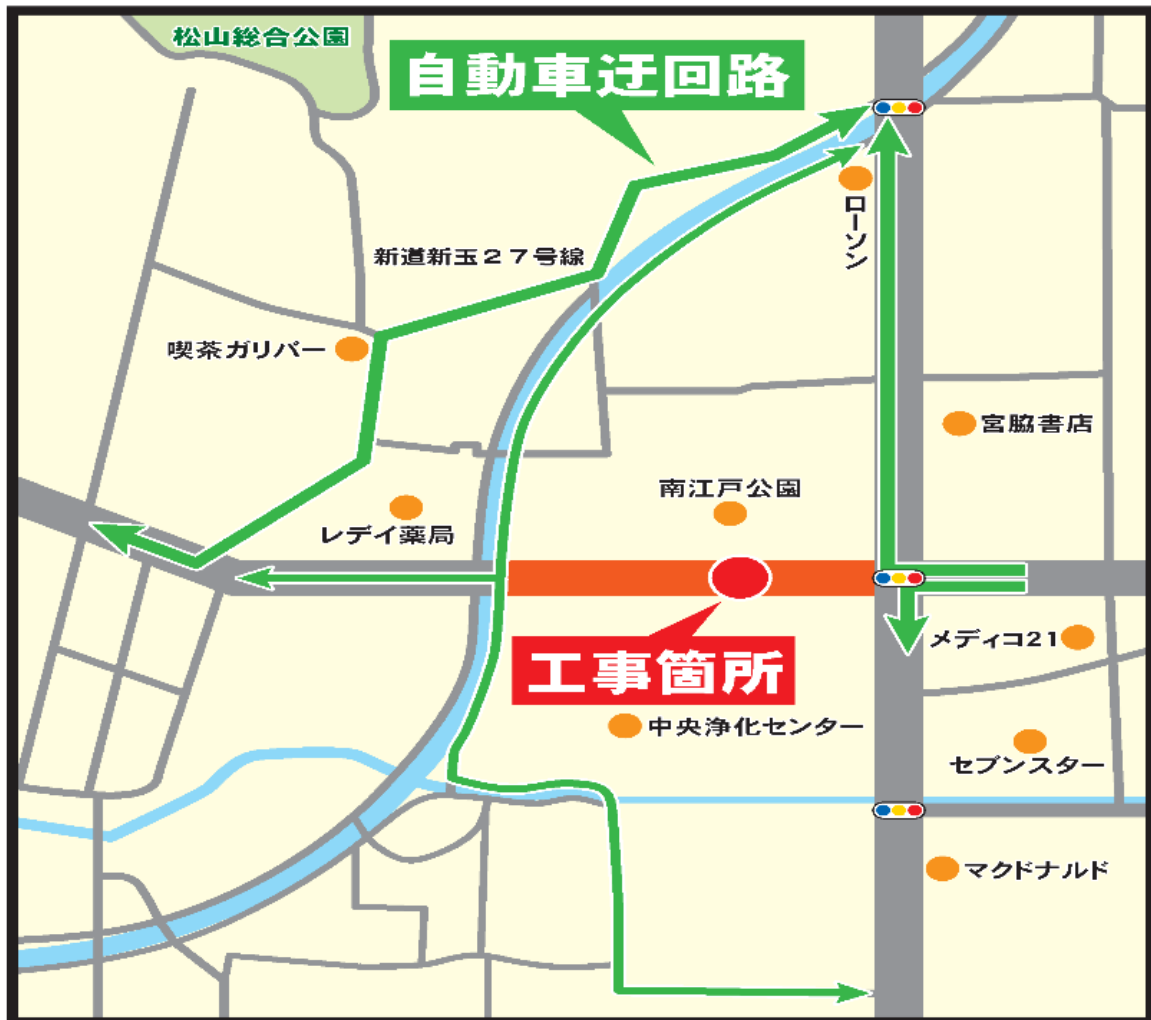 松山総合公園
自動車迂回路
ローソン
新道新玉27号線
喫茶ガリバー
宮脇書店
南江戸公園
レデイ薬局
工事箇所
メディコ21
中央浄化センター
セブンスター
マクドナルド